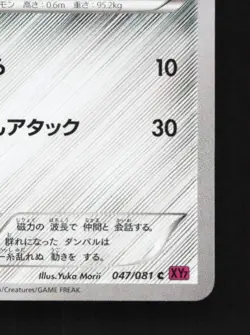 モン 高さ:0.6m 重さ:95.2kg
10
アタック 30
磁力の 波長で 仲間と 会話する。
群れになった ダンバルは
一糸乱れぬ 動きを する。
Illus. Yuka Morii 047/081 C XY7
/Creatures/GAME FREAK.